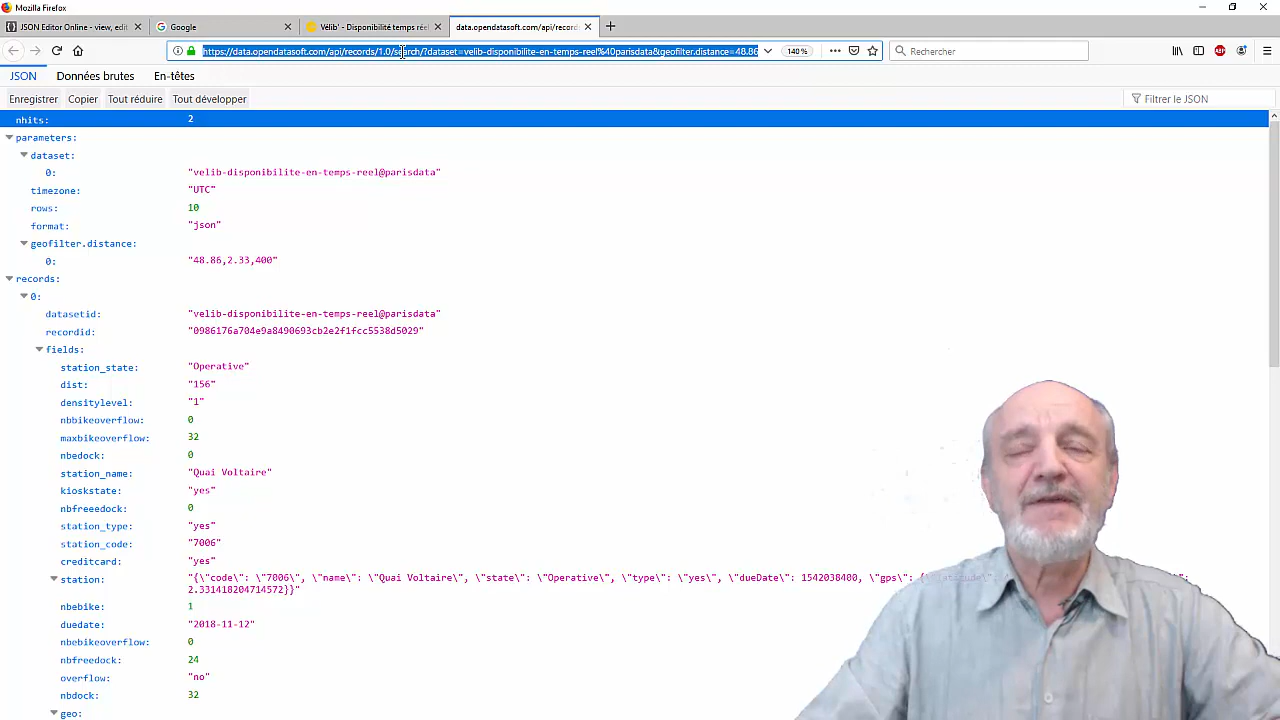 Mozilla Firefox
JSON Editor Online - view, edit
Google
Vélib' - Disponibilité temps rée
data.opendatasoft.com/api/record
https://data.opendatasoft.com/api/records/1.0/search/?dataset=velib-disponibilite-en-temps-reel%40parisdata&geofilter.distance=48.86
140 %
Rechercher
JSON Données brutes En-têtes
Enregistrer Copier Tout réduire Tout développer
Filtrer le JSON
nhits: 2
parameters:
dataset:
0: "velib-disponibilite-en-temps-reel@parisdata"
timezone: "UTC"
rows: 10
format: "json"
geofilter.distance:
0: "48.86,2.33,400"
records:
0:
datasetid: "velib-disponibilite-en-temps-reel@parisdata"
recordid: "0986176a704e9a8490693cb2e2f1fcc5538d5029"
fields:
station_state: "Operative"
dist: "156"
densitylevel: "1"
nbbikeoverflow: 0
maxbikeoverflow: 32
nbedock: 0
station_name: "Quai Voltaire"
kioskstate: "yes"
nbfreeedock: 0
station_type: "yes"
station_code: "7006"
creditcard: "yes"
station: "{\"code\": \"7006\", \"name\": \"Quai Voltaire\", \"state\": \"Operative\", \"type\": \"yes\", \"dueDate\": 1542038400, \"gps\":
2.331418204714572}}"
nbebike: 1
duedate: "2018-11-12"
nbebikeoverflow: 0
nbfreedock: 24
overflow: "no"
nbdock: 32
geo: